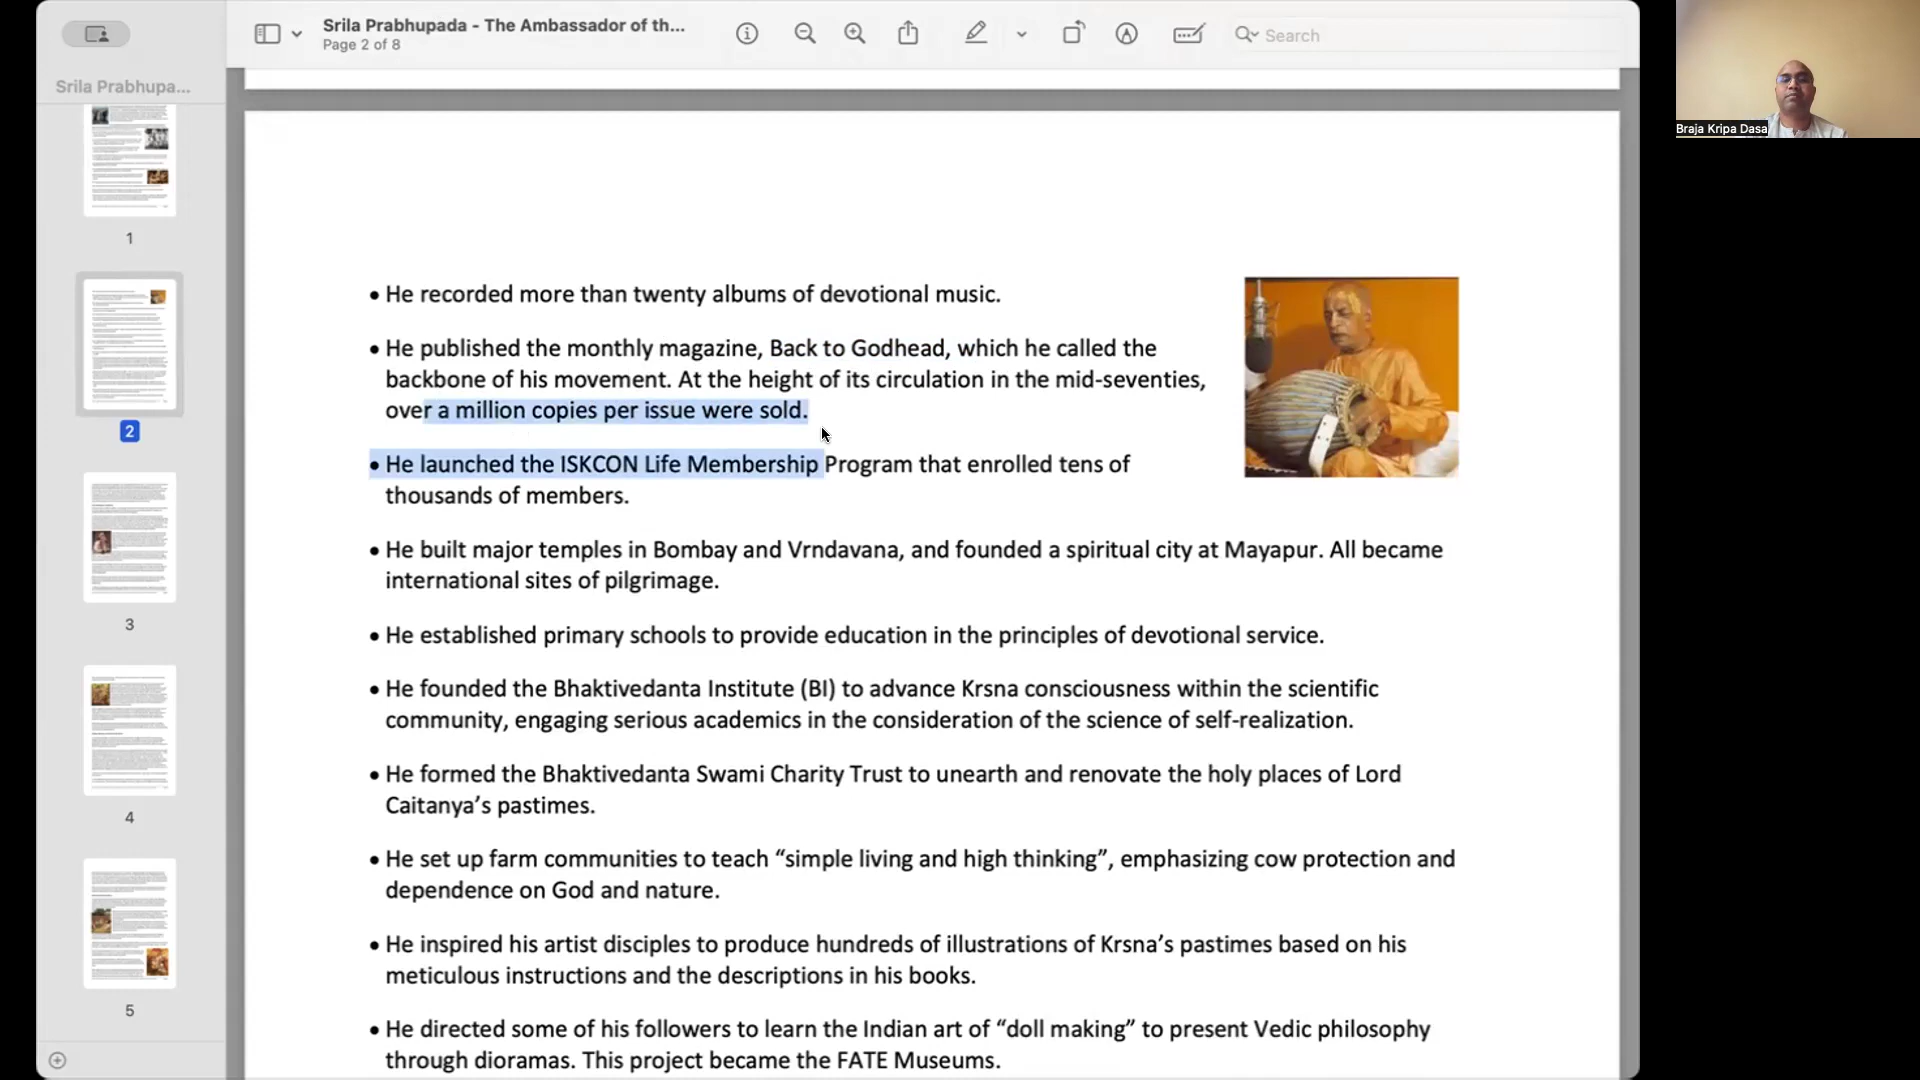 Srila Prabhupada - The Ambassador of th...
Page 2 of 8
Search
Srila Prabhupa...
1
2
3
4
5
• He recorded more than twenty albums of devotional music.
• He published the monthly magazine, Back to Godhead, which he called the
backbone of his movement. At the height of its circulation in the mid-seventies,
over a million copies per issue were sold.
• He launched the ISKCON Life Membership Program that enrolled tens of
thousands of members.
• He built major temples in Bombay and Vrndavana, and founded a spiritual city at Mayapur. All became
international sites of pilgrimage.
• He established primary schools to provide education in the principles of devotional service.
• He founded the Bhaktivedanta Institute (BI) to advance Krsna consciousness within the scientific
community, engaging serious academics in the consideration of the science of self-realization.
• He formed the Bhaktivedanta Swami Charity Trust to unearth and renovate the holy places of Lord
Caitanya’s pastimes.
• He set up farm communities to teach “simple living and high thinking”, emphasizing cow protection and
dependence on God and nature.
• He inspired his artist disciples to produce hundreds of illustrations of Krsna’s pastimes based on his
meticulous instructions and the descriptions in his books.
• He directed some of his followers to learn the Indian art of “doll making” to present Vedic philosophy
through dioramas. This project became the FATE Museums.
Braja Kripa Dasa